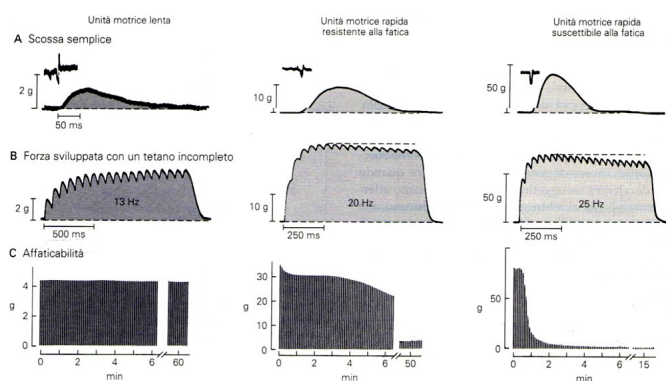 Unità motrice lenta
Unità motrice rapida
resistente alla fatica
Unità motrice rapida
suscettibile alla fatica
A Scossa semplice
2 g
50 ms
10 g
50 g
B Forza sviluppata con un tetano incompleto
2 g
13 Hz
500 ms
10 g
20 Hz
250 ms
50 g
25 Hz
250 ms
C Affaticabilità
g
4
2
0
0 2 4 6 60
min
g
30
20
10
0
0 2 4 6 50
min
g
50
0
0 2 4 6 15
min